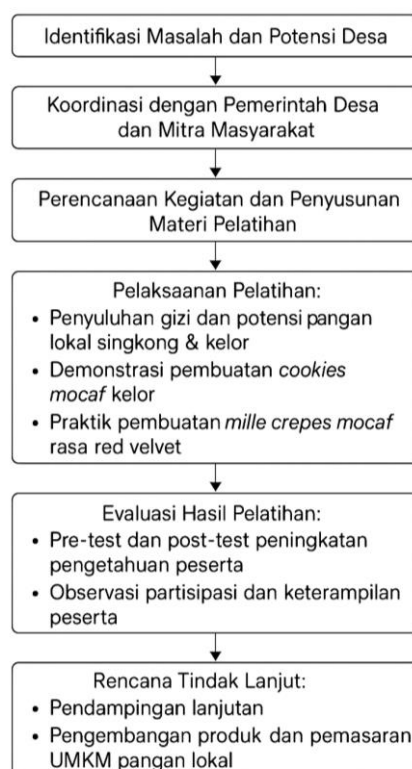 Identifikasi Masalah dan Potensi Desa
Koordinasi dengan Pemerintah Desa
dan Mitra Masyarakat
Perencanaan Kegiatan dan Penyusunan
Materi Pelatihan
Pelaksanaan Pelatihan:
• Penyuluhan gizi dan potensi pangan
lokal singkong & kelor
• Demonstrasi pembuatan cookies
mocaf kelor
• Praktik pembuatan mille crepes mocaf
rasa red velvet
Evaluasi Hasil Pelatihan:
• Pre-test dan post-test peningkatan
pengetahuan peserta
• Observasi partisipasi dan keterampilan
peserta
Rencana Tindak Lanjut:
• Pendampingan lanjutan
• Pengembangan produk dan pemasaran
UMKM pangan lokal